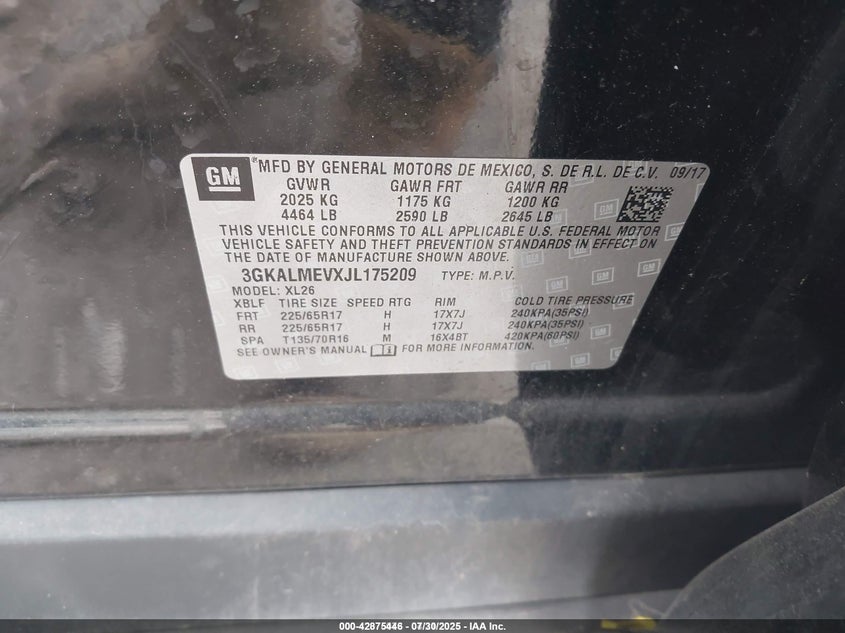 GM
*MFD BY GENERAL MOTORS DE MEXICO, S. DE R.L. DE C.V. 09/17
GVWR GAWR FRT GAWR RR
2025 KG 1175 KG 1200 KG
4464 LB 2590 LB 2645 LB
THIS VEHICLE CONFORMS TO ALL APPLICABLE U.S. FEDERAL MOTOR
VEHICLE SAFETY AND THEFT PREVENTION STANDARDS IN EFFECT ON
THE DATE OF MANUFACTURE SHOWN ABOVE.
3GKALMEVXJL175209 TYPE: M.P.V.
MODEL: XL26
XBLF TIRE SIZE SPEED RTG RIM COLD TIRE PRESSURE
FRT 225/65R17 H 17X7J 240KPA(35PSI)
RR 225/65R17 H 17X7J 240KPA(35PSI)
SPA T135/70R16 M 16X4BT 420KPA(60PSI)
SEE OWNER'S MANUAL FOR MORE INFORMATION.
000-42875446 - 07/30/2025 - IAA Inc.